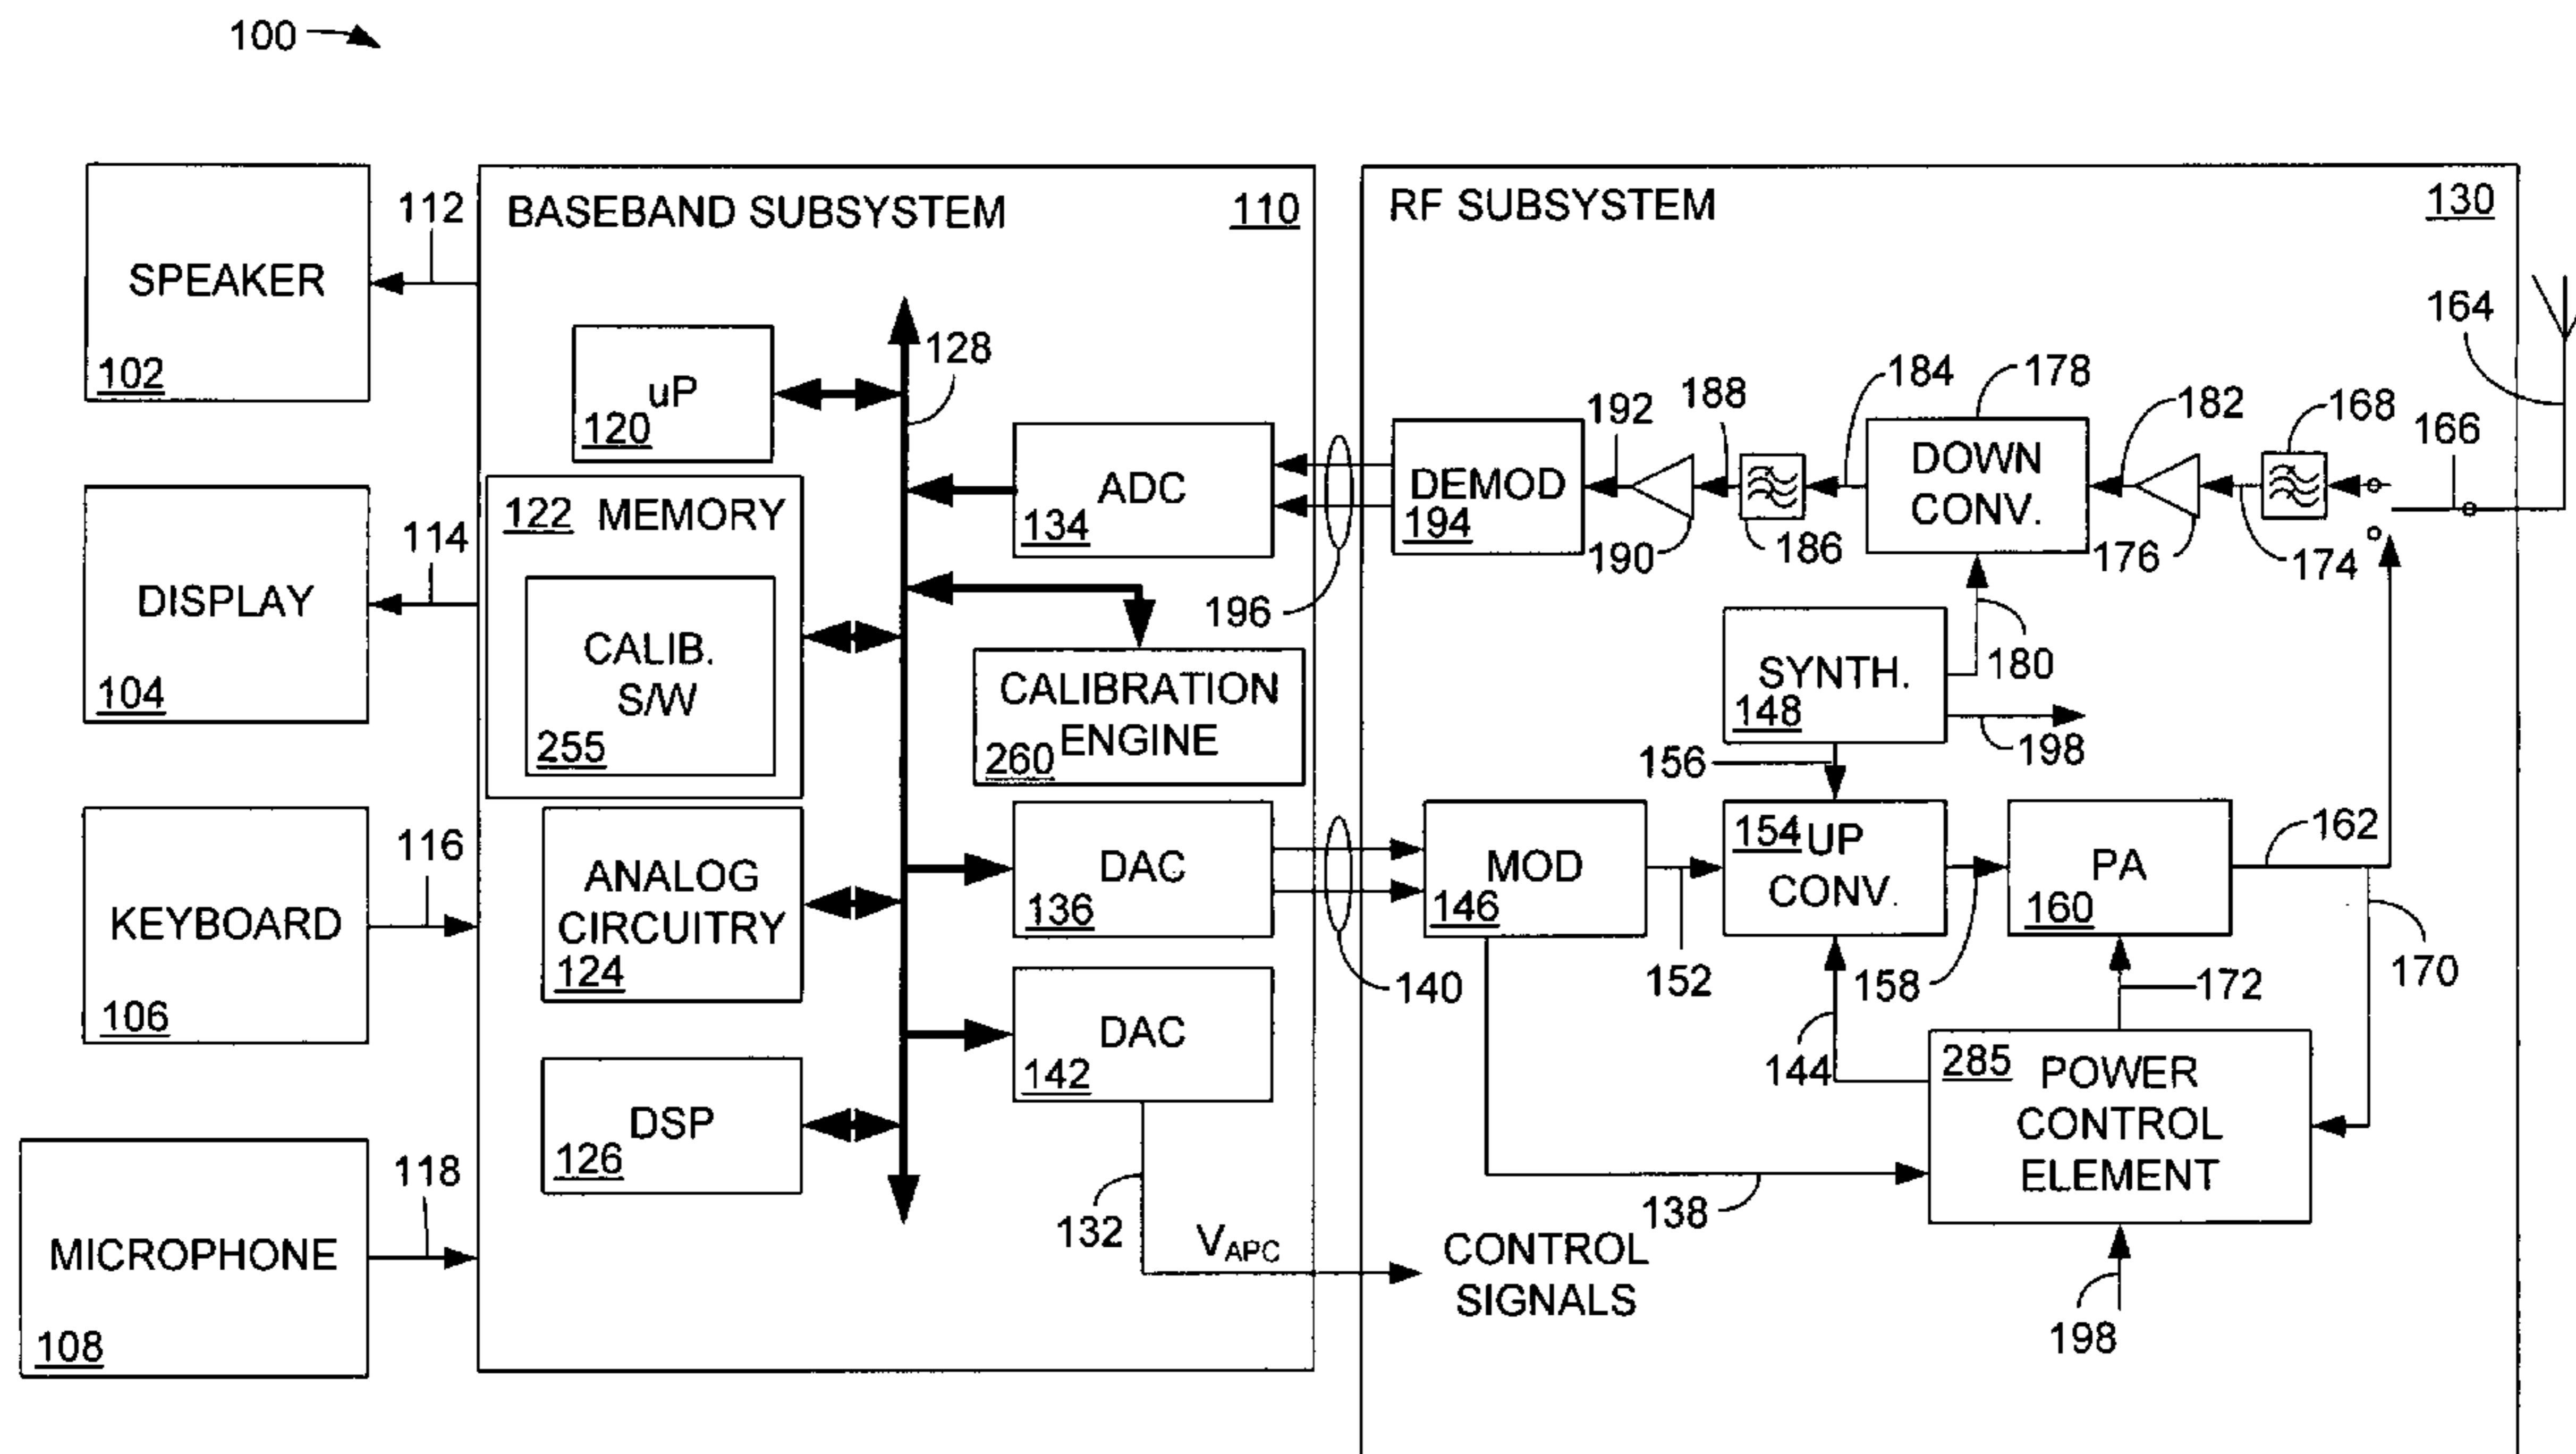 100
BASEBAND SUBSYSTEM 110
RF SUBSYSTEM 130
SPEAKER
102
112
DISPLAY
104
114
KEYBOARD
106
116
MICROPHONE
108
118
uP
120
128
122 MEMORY
CALIB.
S/W
255
ANALOG
CIRCUITRY
124
DSP
126
ADC
134
CALIBRATION
ENGINE
260
DAC
136
DAC
142
132
VAPC
CONTROL
SIGNALS
196
140
DEMOD
194
192
190
188
186
184
178
DOWN
CONV.
182
176
174
168
166
164
SYNTH.
148
180
198
156
MOD
146
152
154 UP
CONV.
158
PA
160
162
170
172
144
138
285 POWER
CONTROL
ELEMENT
198